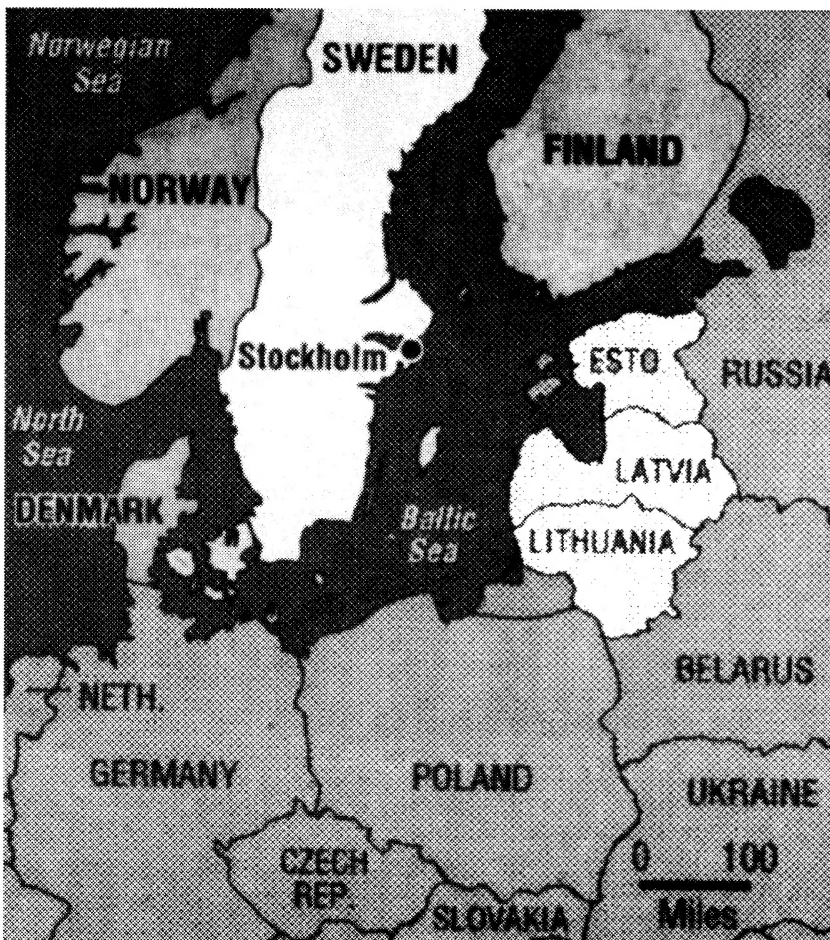 Norwegian
Sea
SWEDEN
FINLAND
NORWAY
Stockholm
ESTO
RUSSIA
North
Sea
LATVIA
DENMARK
Baltic
Sea
LITHUANIA
BELARUS
NETH.
GERMANY
POLAND
UKRAINE
CZECH
REP.
0 100
Miles
SLOVAKIA